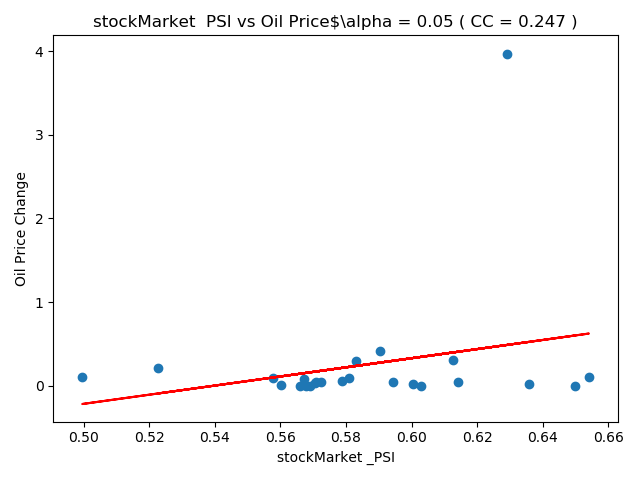 stockMarket  PSI vs Oil Price$\alpha = 0.05 ( CC = 0.247 )
4
3
2
1
0
Oil Price Change
0.50 0.52 0.54 0.56 0.58 0.60 0.62 0.64 0.66
stockMarket _PSI